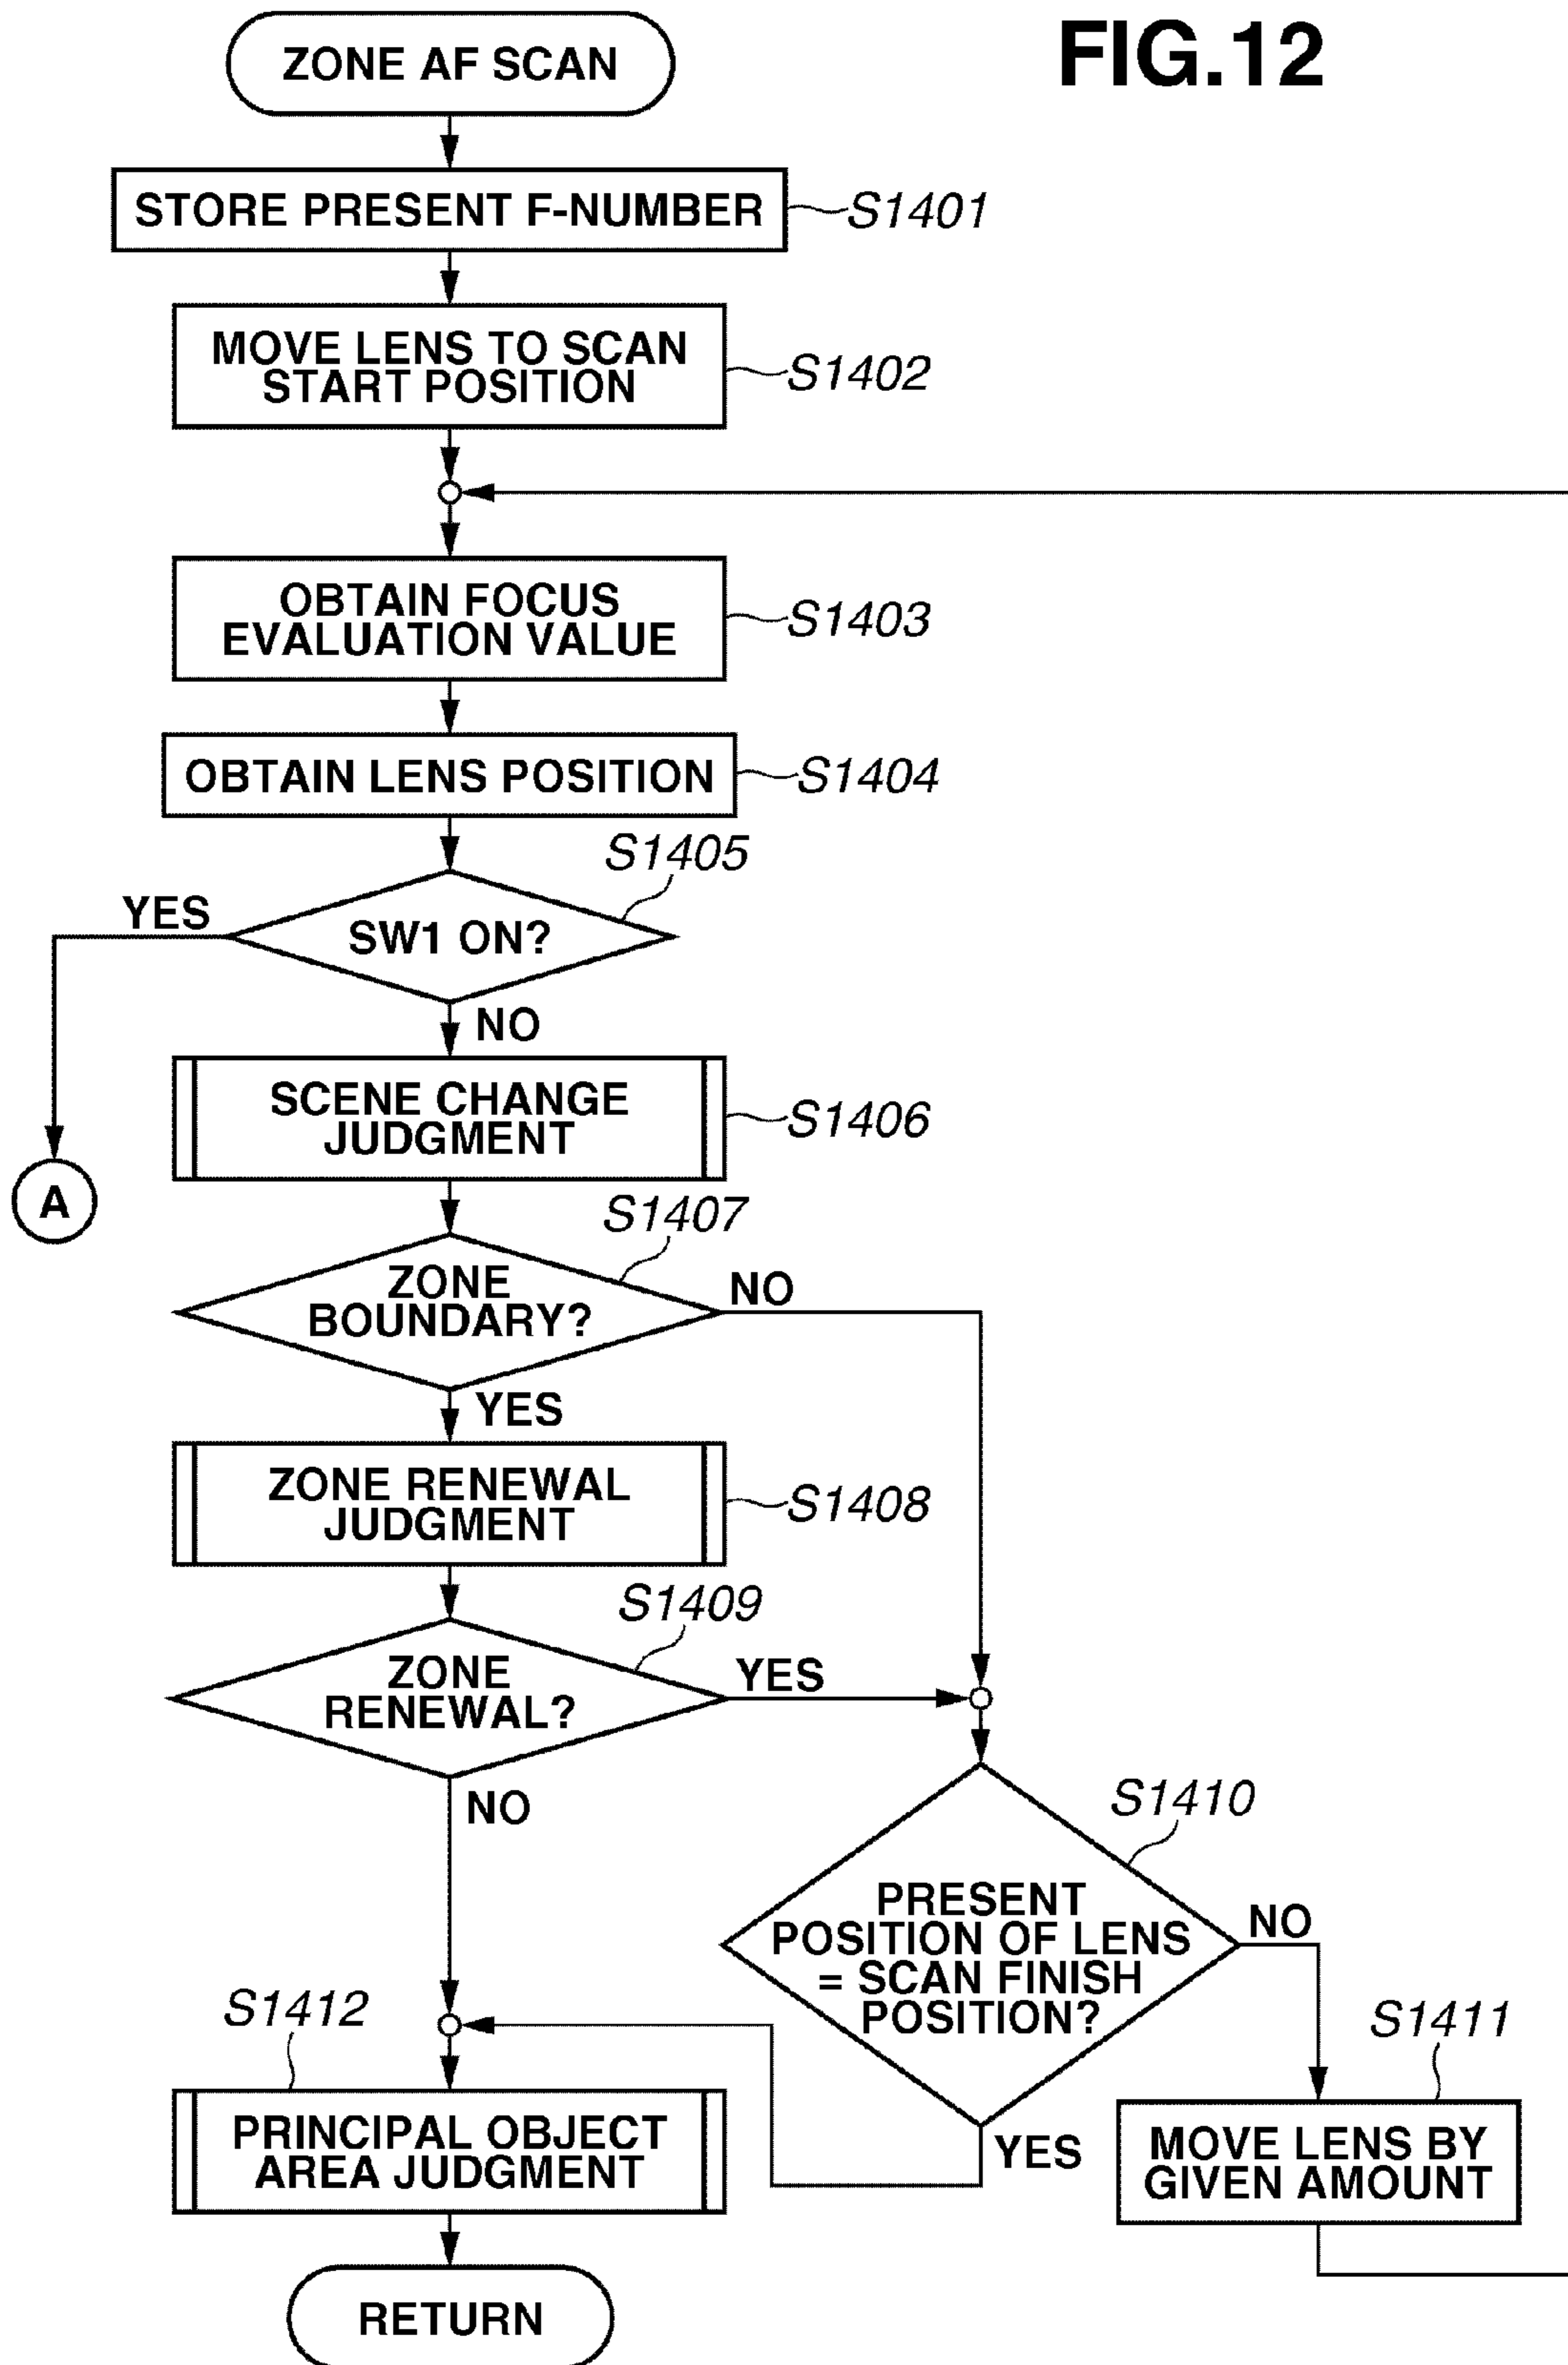 FIG.12
ZONE AF SCAN
STORE PRESENT F-NUMBER
S1401
MOVE LENS TO SCAN
START POSITION
S1402
OBTAIN FOCUS
EVALUATION VALUE
S1403
OBTAIN LENS POSITION
S1404
S1405
YES
SW1 ON?
NO
SCENE CHANGE
JUDGMENT
S1406
A
S1407
ZONE
BOUNDARY?
NO
YES
ZONE RENEWAL
JUDGMENT
S1408
S1409
ZONE
RENEWAL?
YES
NO
S1410
PRESENT
POSITION OF LENS
= SCAN FINISH
POSITION?
NO
YES
S1411
MOVE LENS BY
GIVEN AMOUNT
S1412
PRINCIPAL OBJECT
AREA JUDGMENT
RETURN